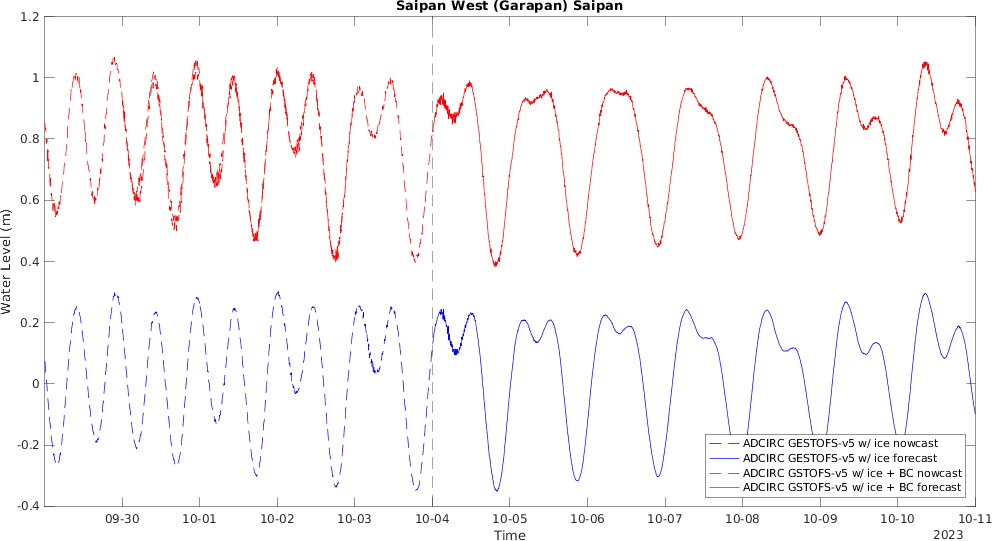 Saipan West (Garapan) Saipan
1.2
1
0.8
0.6
0.4
0.2
0
-0.2
-0.4
Water Level (m)
ADCIRC GESTOFS-v5 w/ ice nowcast
ADCIRC GESTOFS-v5 w/ ice forecast
ADCIRC GSTOFS-v5 w/ ice + BC nowcast
ADCIRC GSTOFS-v5 w/ ice + BC forecast
09-30 10-01 10-02 10-03 10-04 10-05 10-06 10-07 10-08 10-09 10-10 10-11
Time
2023